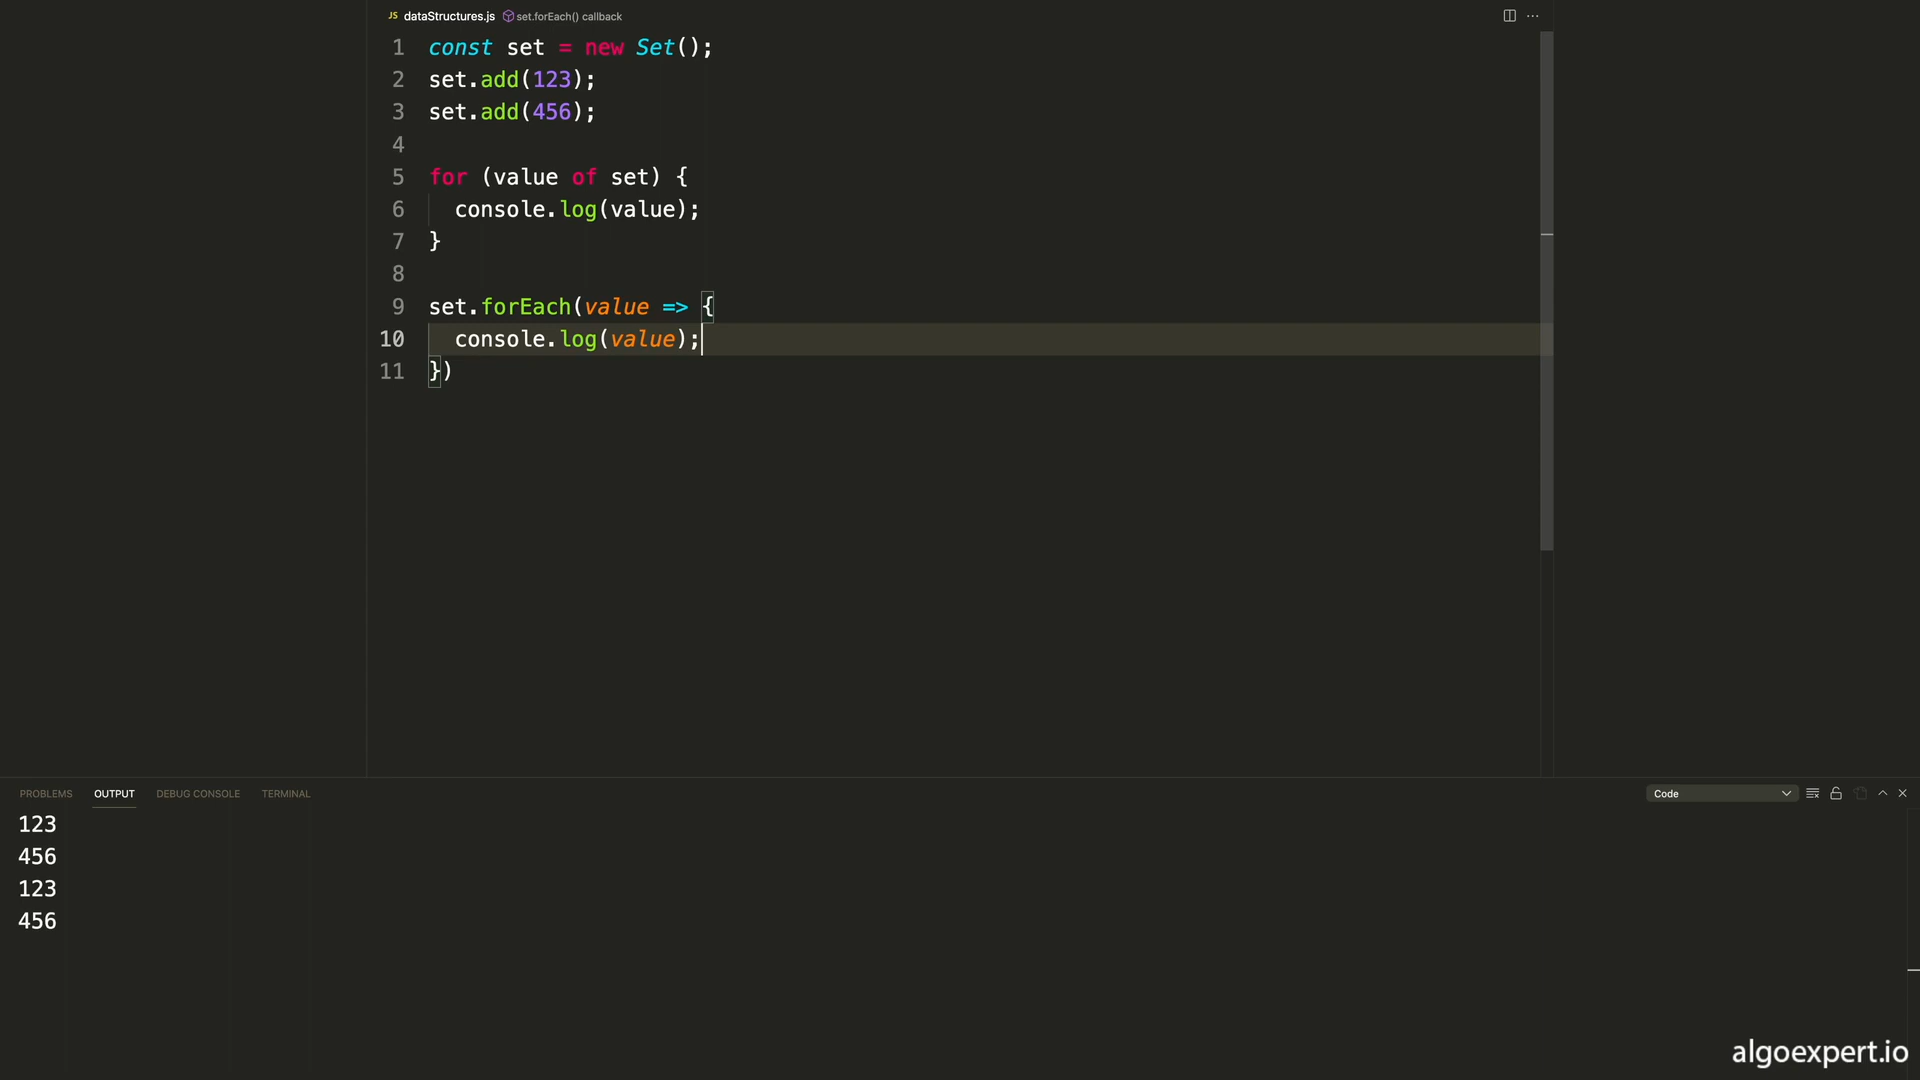 JS dataStructures.js set.forEach() callback
1 const set = new Set();
2 set.add(123);
3 set.add(456);
4
5 for (value of set) {
6   console.log(value);
7 }
8
9 set.forEach(value => {
10   console.log(value);
11 })
PROBLEMS OUTPUT DEBUG CONSOLE TERMINAL Code
123
456
123
456
algoexpert.io